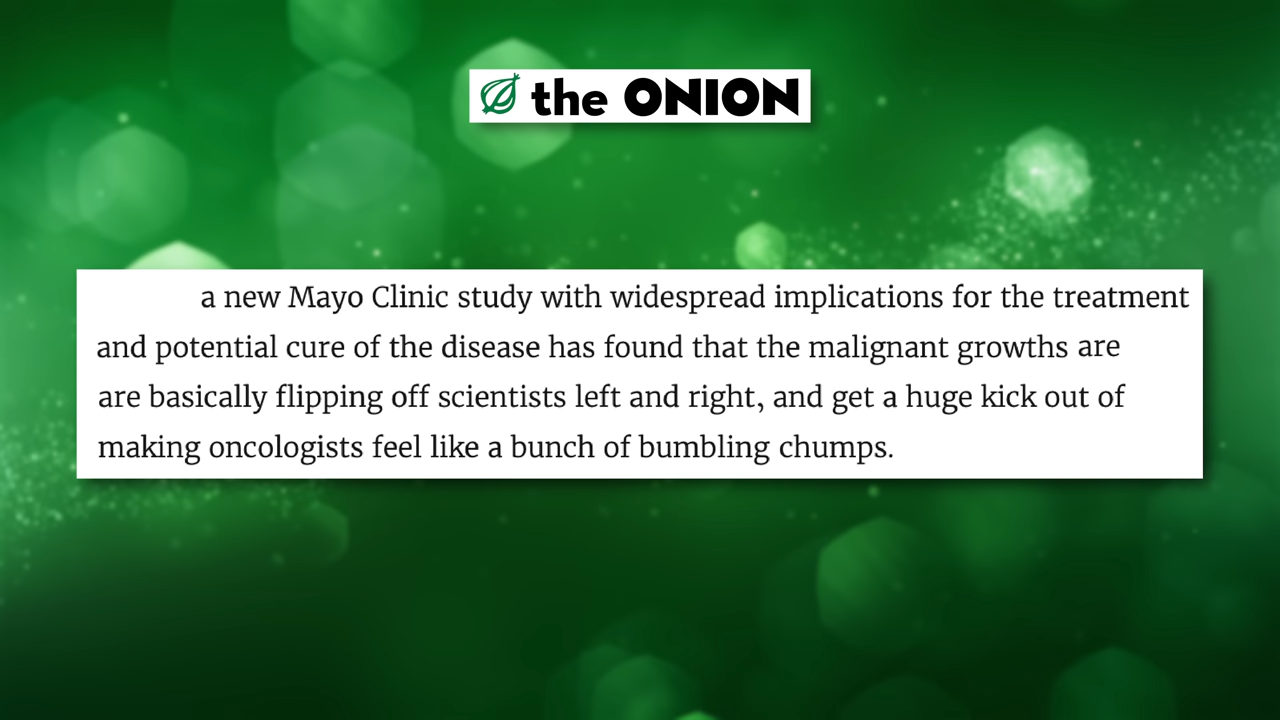 the ONION
a new Mayo Clinic study with widespread implications for the treatment
and potential cure of the disease has found that the malignant growths are
are basically flipping off scientists left and right, and get a huge kick out of
making oncologists feel like a bunch of bumbling chumps.